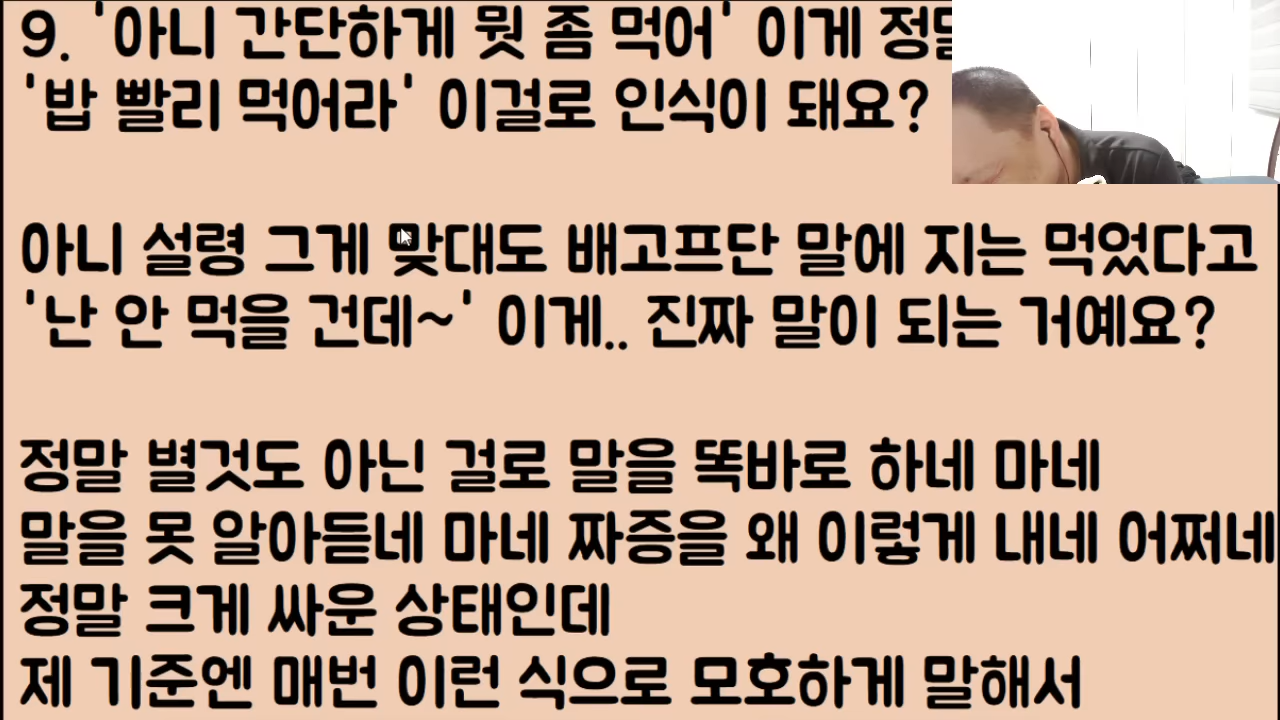 9. '아니 간단하게 뭣 좀 먹어' 이게
'밥 빨리 먹어라' 이걸로 인식이 돼요?
아니 설령 그게 맞대도 배고프단 말에 지는 먹었다고
'난 안 먹을 건데~' 이게.. 진짜 말이 되는 거예요?
정말 별것도 아닌 걸로 말을 똑바로 하네 마네
말을 못 알아듣네 마네 짜증을 왜 이렇게 내네 어쩌네
정말 크게 싸운 상태인데
제 기준엔 매번 이런 식으로 모호하게 말해서